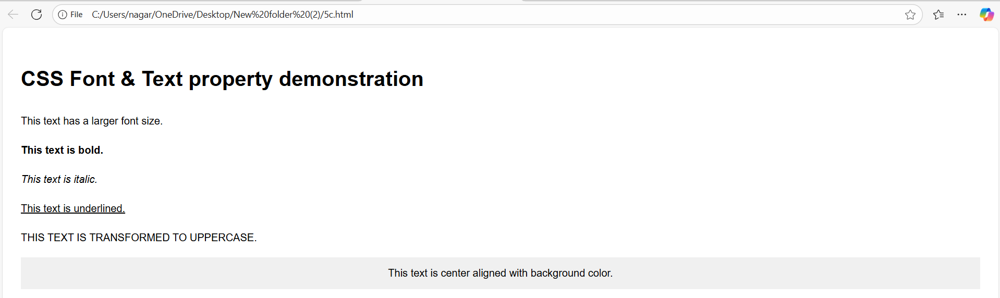 File C:/Users/nagar/OneDrive/Desktop/New%20folder%20(2)/5c.html
CSS Font & Text property demonstration
This text has a larger font size.
This text is bold.
This text is italic.
This text is underlined.
THIS TEXT IS TRANSFORMED TO UPPERCASE.
This text is center aligned with background color.